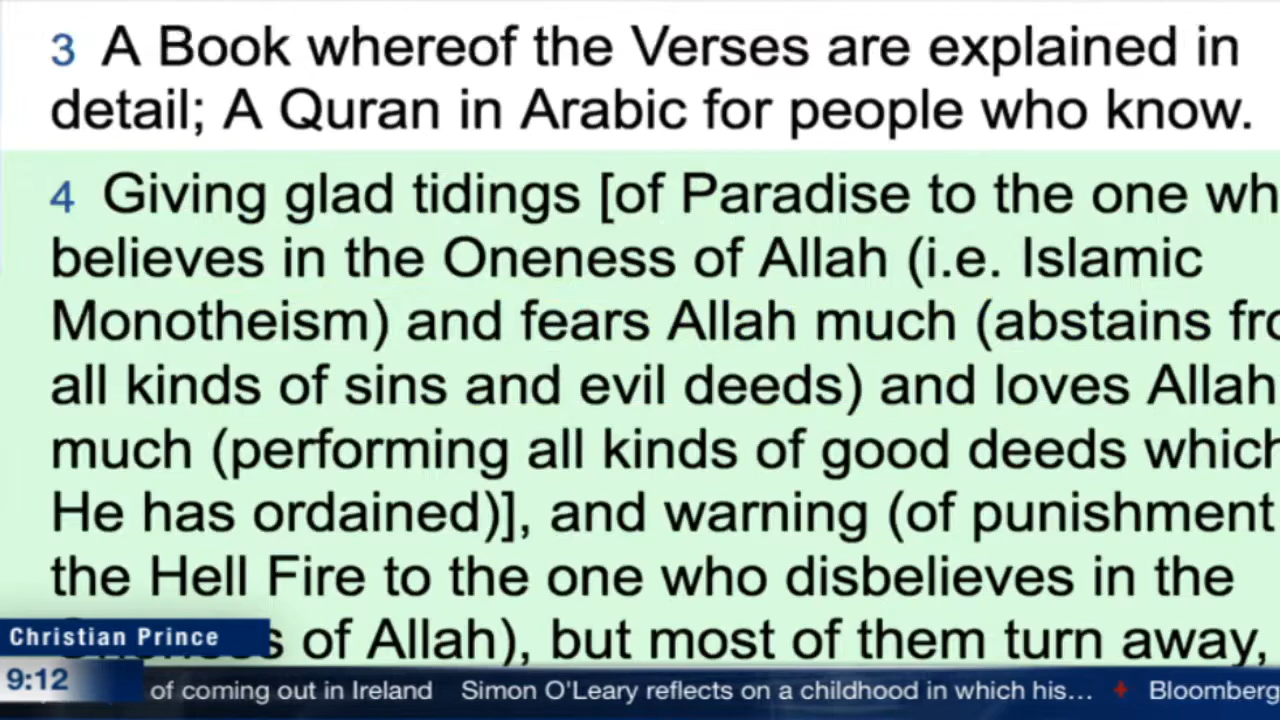 3 A Book whereof the Verses are explained in
detail; A Quran in Arabic for people who know.
4 Giving glad tidings [of Paradise to the one wh
believes in the Oneness of Allah (i.e. Islamic
Monotheism) and fears Allah much (abstains fro
all kinds of sins and evil deeds) and loves Allah
much (performing all kinds of good deeds which
He has ordained)], and warning (of punishment
the Hell Fire to the one who disbelieves in the
of Allah), but most of them turn away,
Christian Prince
9:12
of coming out in Ireland Simon O'Leary reflects on a childhood in which his... Bloomberg